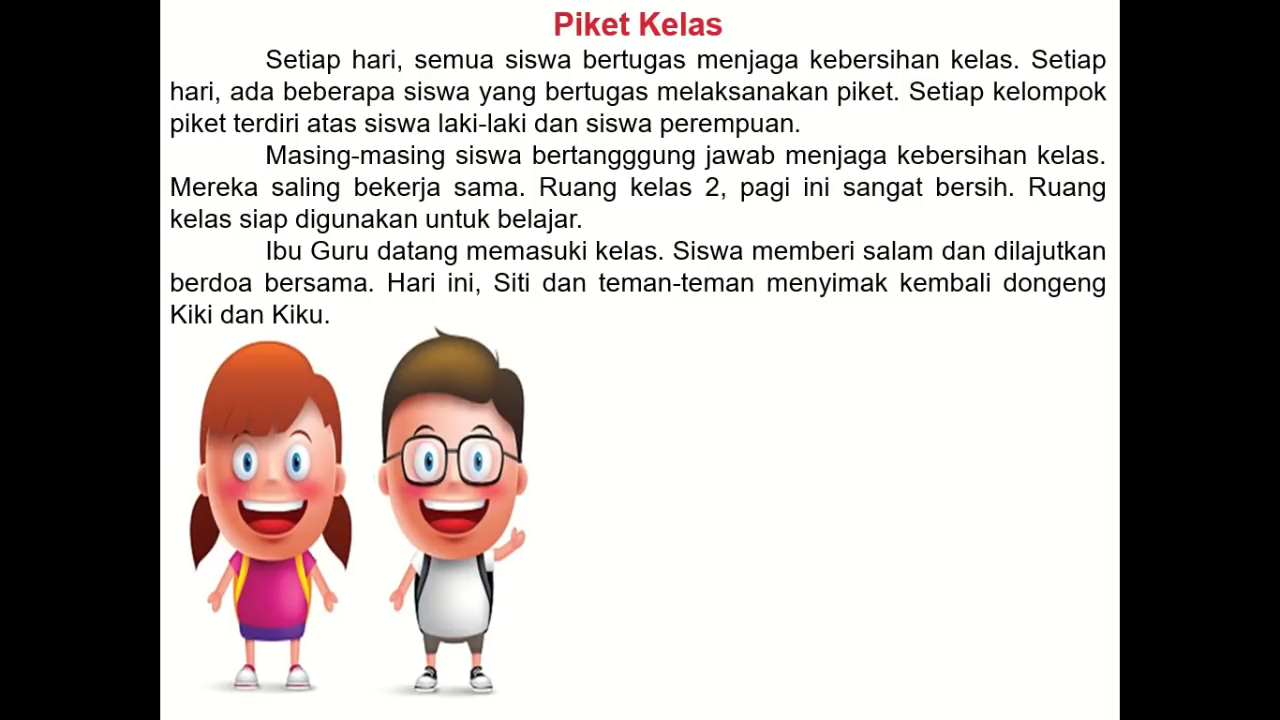 Piket Kelas
Setiap hari, semua siswa bertugas menjaga kebersihan kelas. Setiap
hari, ada beberapa siswa yang bertugas melaksanakan piket. Setiap kelompok
piket terdiri atas siswa laki-laki dan siswa perempuan.
Masing-masing siswa bertangggung jawab menjaga kebersihan kelas.
Mereka saling bekerja sama. Ruang kelas 2, pagi ini sangat bersih. Ruang
kelas siap digunakan untuk belajar.
Ibu Guru datang memasuki kelas. Siswa memberi salam dan dilajutkan
berdoa bersama. Hari ini, Siti dan teman-teman menyimak kembali dongeng
Kiki dan Kiku.